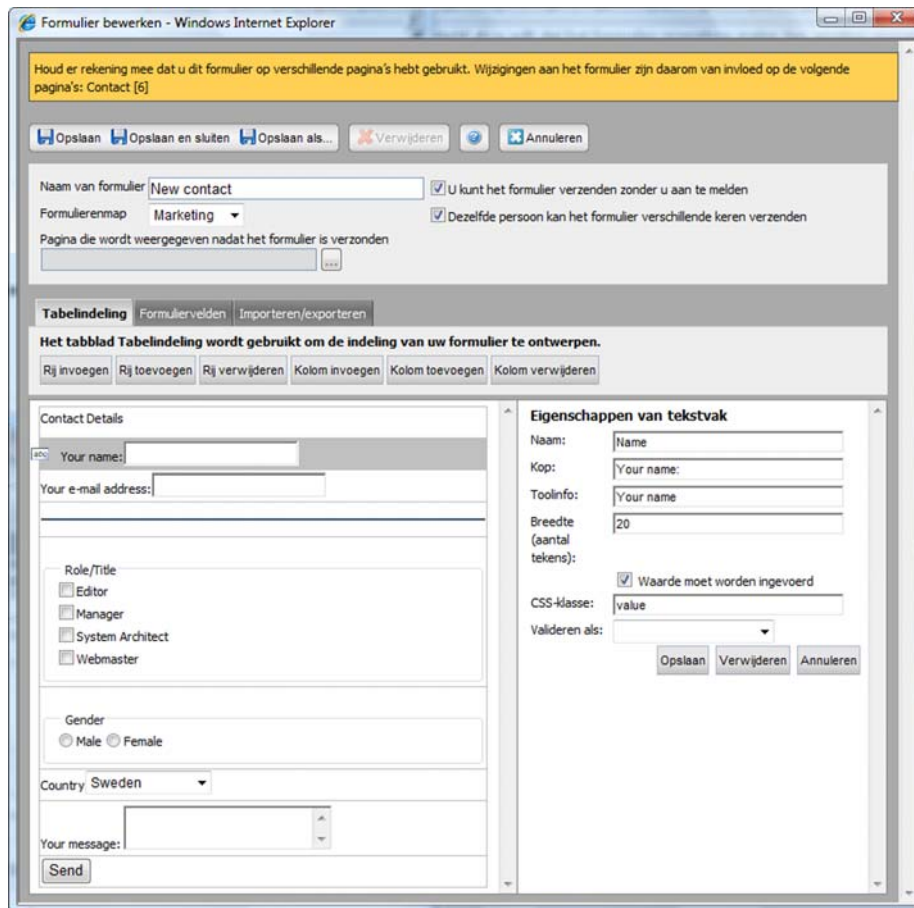 Formulier bewerken - Windows Internet Explorer
Houd er rekening mee dat u dit formulier op verschillende pagina's hebt gebruikt. Wijzigingen aan het formulier zijn daarom van invloed op de volgende
pagina's: Contact [6]
Opslaan Opslaan en sluiten Opslaan als... Verwijderen Annuleren
Naam van formulier New contact
U kunt het formulier verzenden zonder u aan te melden
Formulierenmap Marketing
Dezelfde persoon kan het formulier verschillende keren verzenden
Pagina die wordt weergegeven nadat het formulier is verzonden
...
Tabelindeling Formuliervelden Importeren/exporteren
Het tabblad Tabelindeling wordt gebruikt om de indeling van uw formulier te ontwerpen.
Rij invoegen Rij toevoegen Rij verwijderen Kolom invoegen Kolom toevoegen Kolom verwijderen
Contact Details
abc Your name:
Your e-mail address:
Role/Title
Editor
Manager
System Architect
Webmaster
Gender
Male Female
Country Sweden
Your message:
Send
Eigenschappen van tekstvak
Naam: Name
Kop: Your name:
Toolinfo: Your name
Breedte 20
(aantal
tekens):
Waarde moet worden ingevoerd
CSS-klasse: value
Valideren als:
Opslaan Verwijderen Annuleren